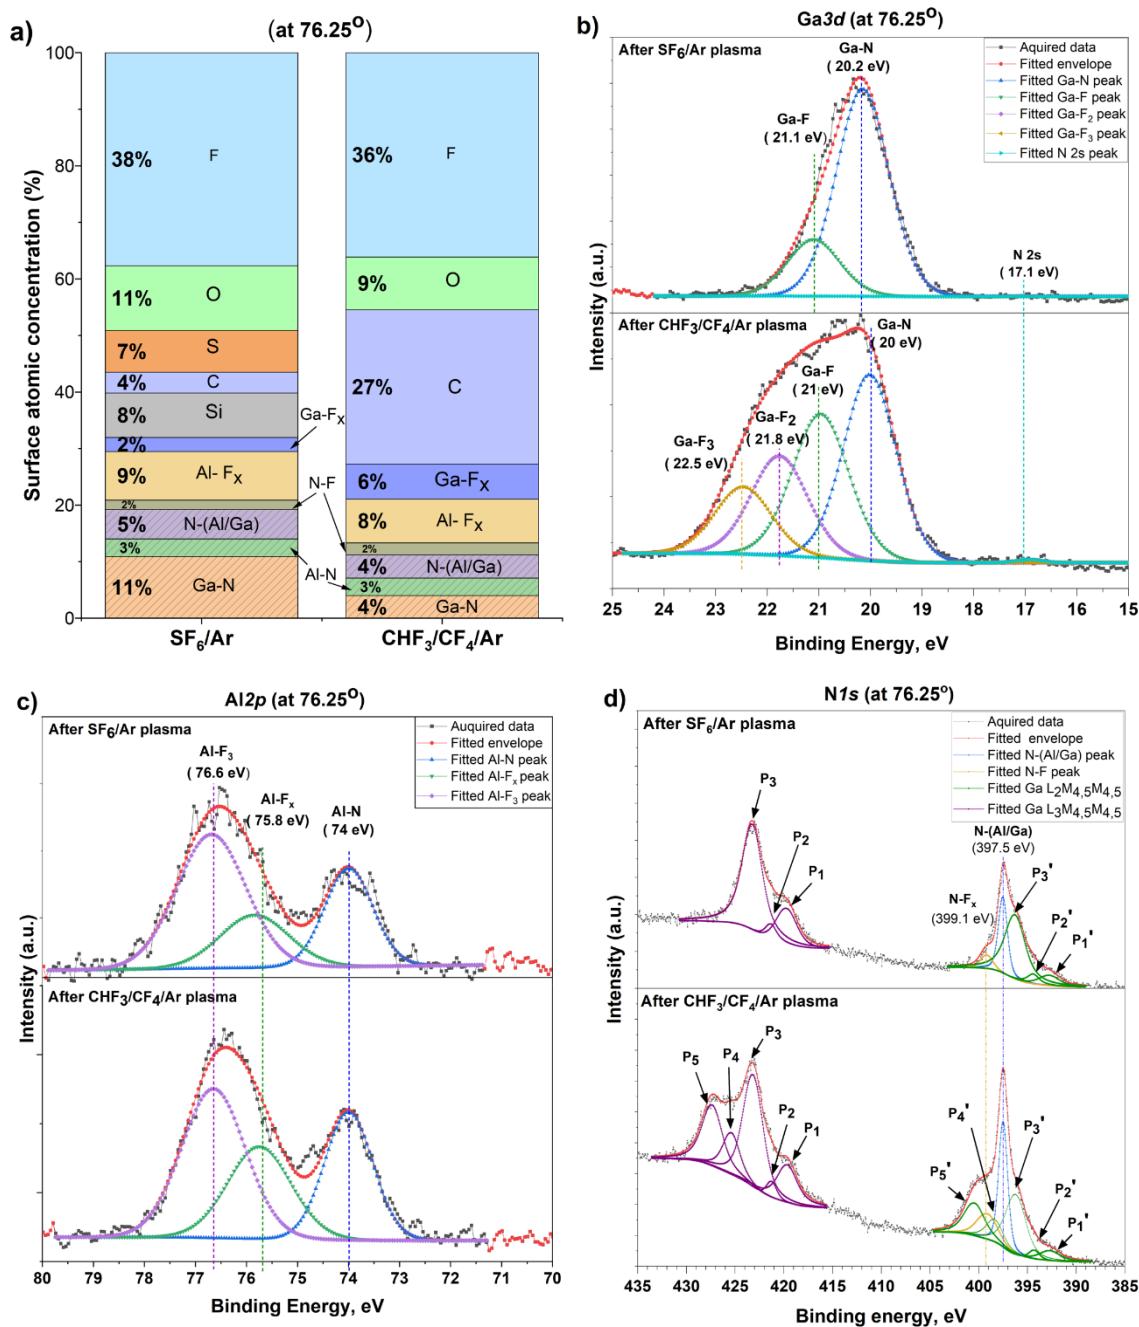 a)
(at 76.25°)
Surface atomic concentration (%)
100
80
60
40
20
0
38% F
11% O
7% S
4% C
8% Si
2%
9% Al- Fₓ
2%
5% N-(Al/Ga)
3%
11% Ga-N
SF₆/Ar
Ga-Fₓ
N-F
Al-N
36% F
9% O
27% C
6% Ga-Fₓ
8% Al- Fₓ
2%
4% N-(Al/Ga)
3%
4% Ga-N
CHF₃/CF₄/Ar
b)
Ga3d (at 76.25°)
After SF₆/Ar plasma
Ga-N
( 20.2 eV)
Ga-F
( 21.1 eV)
N 2s
( 17.1 eV)
Aquired data
Fitted envelope
Fitted Ga-N peak
Fitted Ga-F peak
Fitted Ga-F₂ peak
Fitted Ga-F₃ peak
Fitted N 2s peak
After CHF₃/CF₄/Ar plasma
Ga-N
( 20 eV)
Ga-F
( 21 eV)
Ga-F₂
( 21.8 eV)
Ga-F₃
( 22.5 eV)
Intensity (a.u.)
25 24 23 22 21 20 19 18 17 16 15
Binding Energy, eV
c)
Al2p (at 76.25°)
After SF₆/Ar plasma
Al-F₃
( 76.6 eV)
Al-Fₓ
( 75.8 eV)
Al-N
( 74 eV)
Auquired data
Fitted envelope
Fitted Al-N peak
Fitted Al-Fₓ peak
Fitted Al-F₃ peak
After CHF₃/CF₄/Ar plasma
Intensity (a.u.)
80 79 78 77 76 75 74 73 72 71 70
Binding Energy, eV
d)
N1s (at 76.25°)
After SF₆/Ar plasma
Aquired data
Fitted envelope
Fitted N-(Al/Ga) peak
Fitted N-F peak
Fitted Ga L₂M₄,₅M₄,₅
Fitted Ga L₃M₄,₅M₄,₅
P₃
P₂
P₁
N-(Al/Ga)
(397.5 eV)
N-Fₓ
(399.1 eV)
P₃'
P₂'
P₁'
After CHF₃/CF₄/Ar plasma
P₅
P₄
P₃
P₂
P₁
P₅'
P₄'
P₃'
P₂'
P₁'
Intensity (a.u.)
435 430 425 420 415 410 405 400 395 390 385
Binding energy, eV